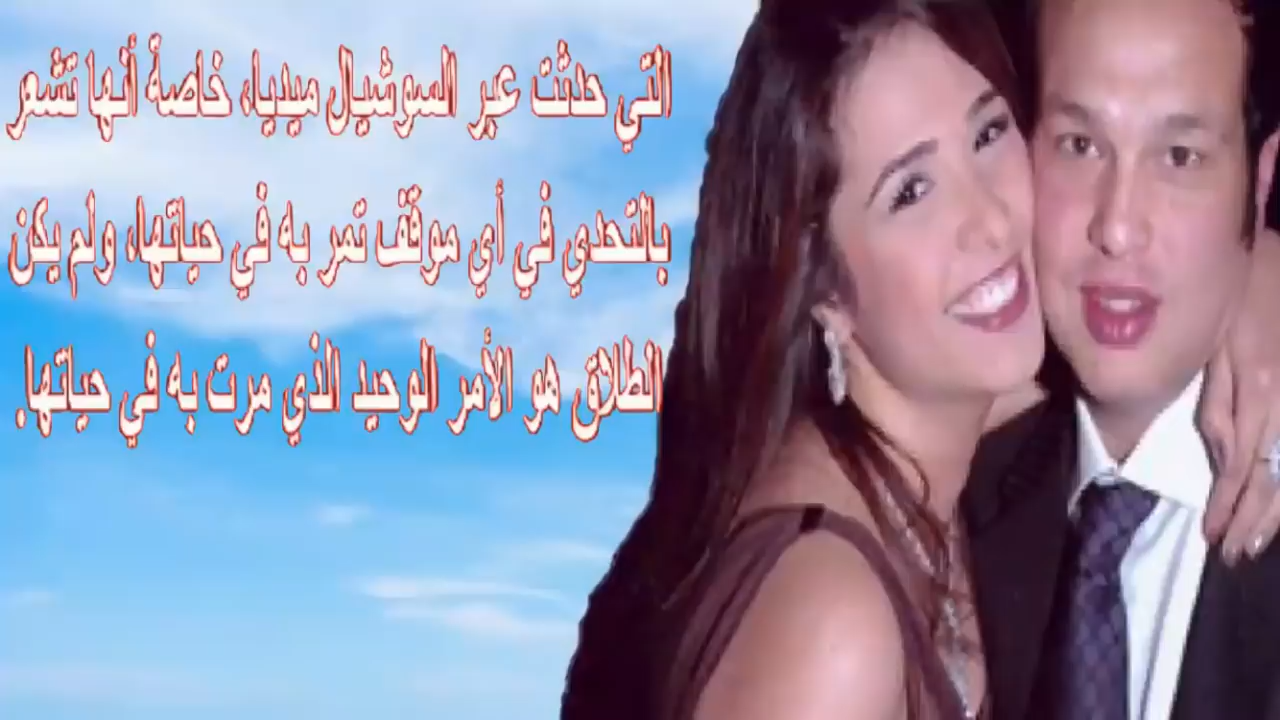 التي حدثت عبر السوشيال ميديا، خاصة أنها تشعر
بالتحدي في أي موقف تمر به في حياتها، ولم يكن
الطلاق هو الأمر الوحيد الذي مرت به في حياتها.